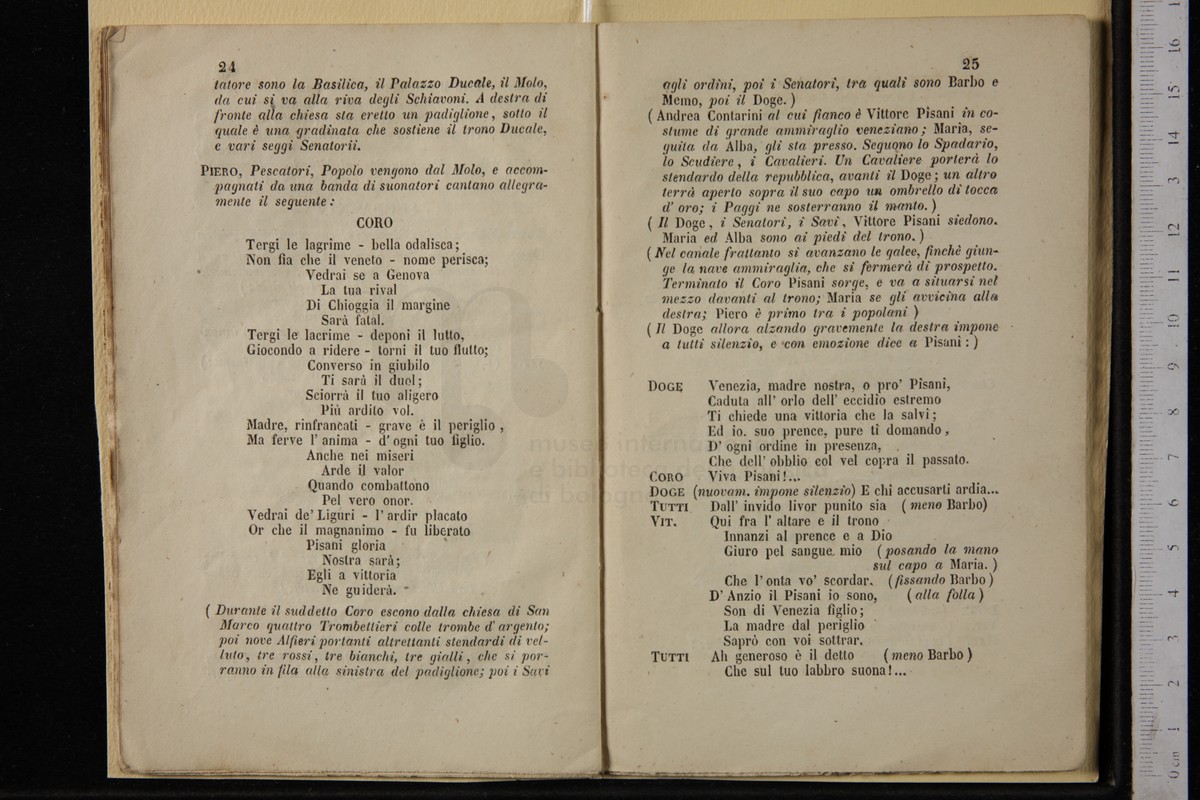 24
tatore sono la Basilica, il Palazzo Ducale, il Molo,
da cui si va alla riva degli Schiavoni. A destra di
fronte alla chiesa sta eretto un padiglione, sotto il
quale è una gradinata che sostiene il trono Ducale,
e vari seggi Senatorii.
PIERO, Pescatori, Popolo vengono dal Molo, e accom-
pagnati da una banda di suonatori cantano allegra-
mente il seguente:
CORO
Tergi le lagrime - bella odalisca;
Non fia che il veneto - nome perisca;
Vedrai se a Genova
La tua rival
Di Chioggia il margine
Sarà fatal.
Tergi le lacrime - deponi il lutto,
Giocondo a ridere - torni il tuo flutto;
Converso in giubilo
Ti sarà il duol;
Sciorrà il tuo aligero
Più ardito vol.
Madre, rinfrancati - grave è il periglio,
Ma ferve l' anima - d' ogni tuo figlio.
Anche nei miseri
Arde il valor
Quando combattono
Pel vero onor.
Vedrai de' Liguri - l' ardir placato
Or che il magnanimo - fu liberato
Pisani gloria
Nostra sarà;
Egli a vittoria
Ne guiderà.
( Durante il suddetto Coro escono dalla chiesa di San
Marco quattro Trombettieri colle trombe d' argento;
poi nove Alfieri portanti altrettanti stendardi di vel-
luto, tre rossi, tre bianchi, tre gialli, che si por-
ranno in fila alla sinistra del padiglione; poi i Savi
25
agli ordini, poi i Senatori, tra quali sono Barbo e
Memo, poi il Doge. )
( Andrea Contarini al cui fianco è Vittore Pisani in co-
stume di grande ammiraglio veneziano; Maria, se-
guita da Alba, gli sta presso. Seguono lo Spadario,
lo Scudiere, i Cavalieri. Un Cavaliere porterà lo
stendardo della repubblica, avanti il Doge; un altro
terrà aperto sopra il suo capo un ombrello di tocca
d' oro; i Paggi ne sosterranno il manto. )
( Il Doge, i Senatori, i Savi, Vittore Pisani siedono.
Maria ed Alba sono ai piedi del trono. )
( Nel canale frattanto si avanzano le galee, finchè giun-
ge la nave ammiraglia, che si fermerà di prospetto.
Terminato il Coro Pisani sorge, e va a situarsi nel
mezzo davanti al trono; Maria se gli avvicina alla
destra; Piero è primo tra i popolani )
( Il Doge allora alzando gravemente la destra impone
a tutti silenzio, e con emozione dice a Pisani: )
DOGE Venezia, madre nostra, o pro' Pisani,
Caduta all' orlo dell' eccidio estremo
Ti chiede una vittoria che la salvi;
Ed io. suo prence, pure ti domando,
D' ogni ordine in presenza,
Che dell' obblio col vel copra il passato.
CORO Viva Pisani!...
DOGE (nuovam. impone silenzio) E chi accusarti ardia...
TUTTI Dall' invido livor punito sia ( meno Barbo)
VIT. Qui fra l' altare e il trono
Innanzi al prence e a Dio
Giuro pel sangue mio ( posando la mano
sul capo a Maria. )
Che l' onta vo' scordar. (fissando Barbo )
D' Anzio il Pisani io sono, ( alla folla )
Son di Venezia figlio;
La madre dal periglio
Saprò con voi sottrar.
TUTTI Ah generoso è il detto ( meno Barbo )
Che sul tuo labbro suona!...